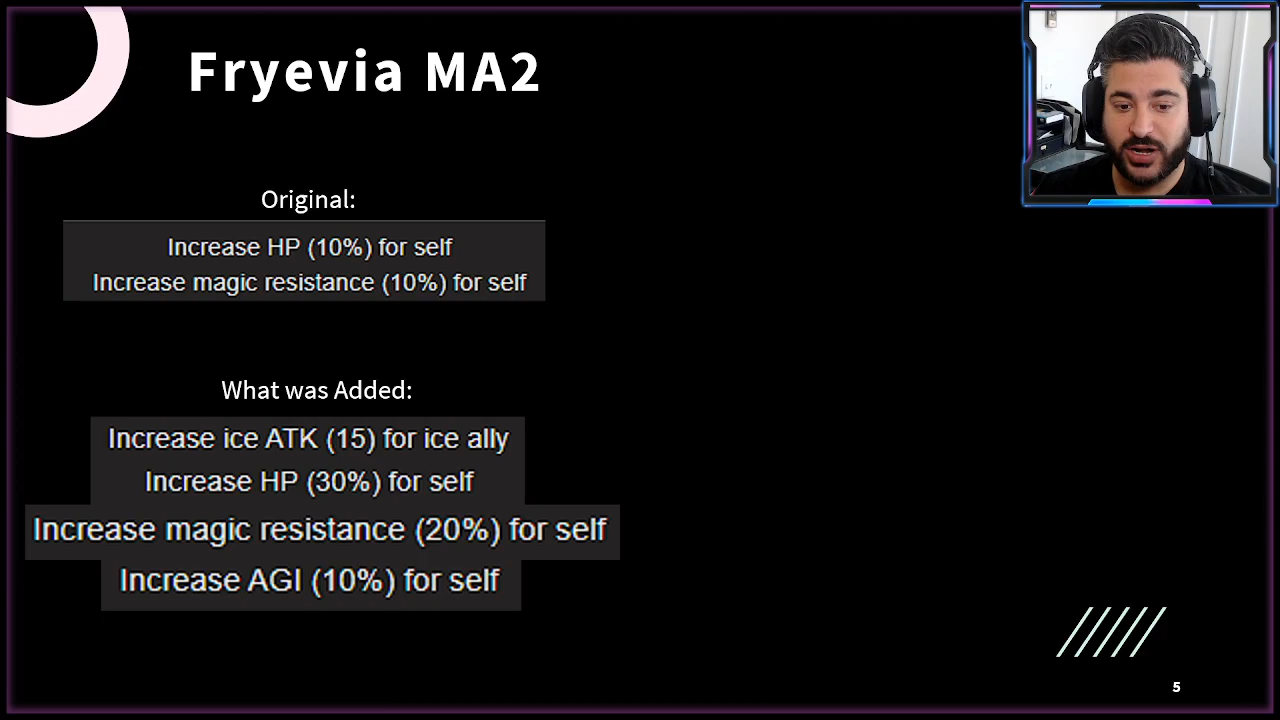 Fryevia MA2
Original:
Increase HP (10%) for self
Increase magic resistance (10%) for self
What was Added:
Increase ice ATK (15) for ice ally
Increase HP (30%) for self
Increase magic resistance (20%) for self
Increase AGI (10%) for self
5